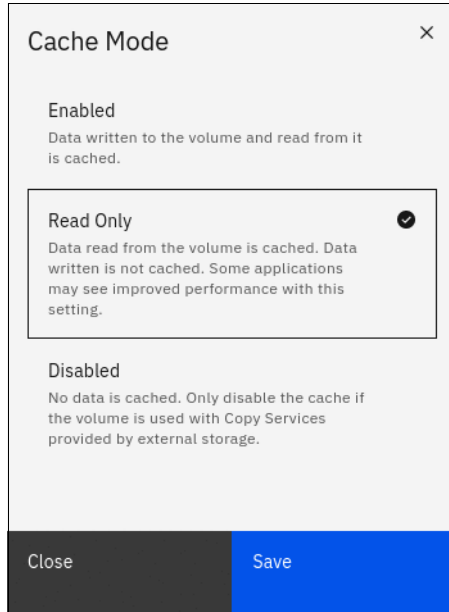 Cache Mode
Enabled
Data written to the volume and read from it
is cached.
Read Only
Data read from the volume is cached. Data
written is not cached. Some applications
may see improved performance with this
setting.
Disabled
No data is cached. Only disable the cache if
the volume is used with Copy Services
provided by external storage.
Close
Save